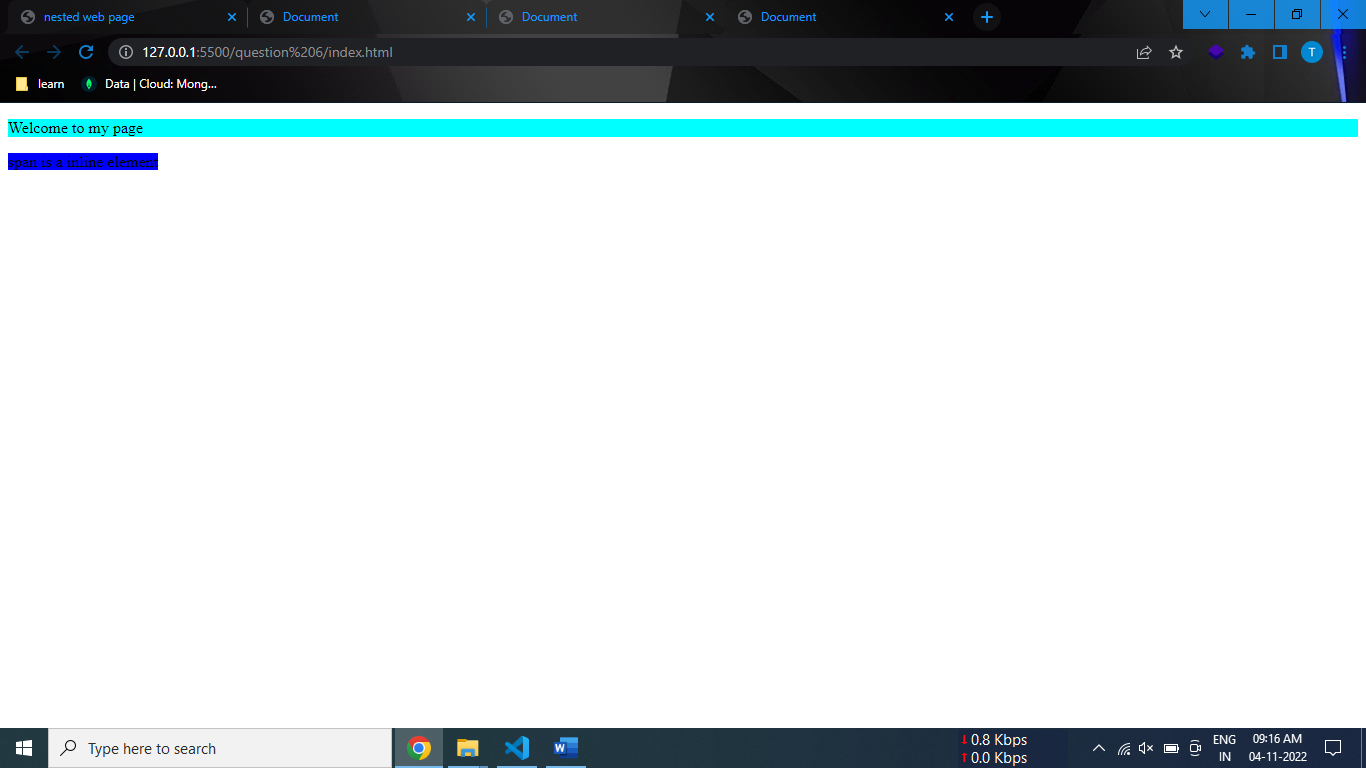 nested web page
Document
Document
Document
127.0.0.1:5500/question%206/index.html
T
learn
Data | Cloud: Mong...
Welcome to my page
span is a inline element
Type here to search
W
0.8 Kbps
0.0 Kbps
ENG
IN
09:16 AM
04-11-2022